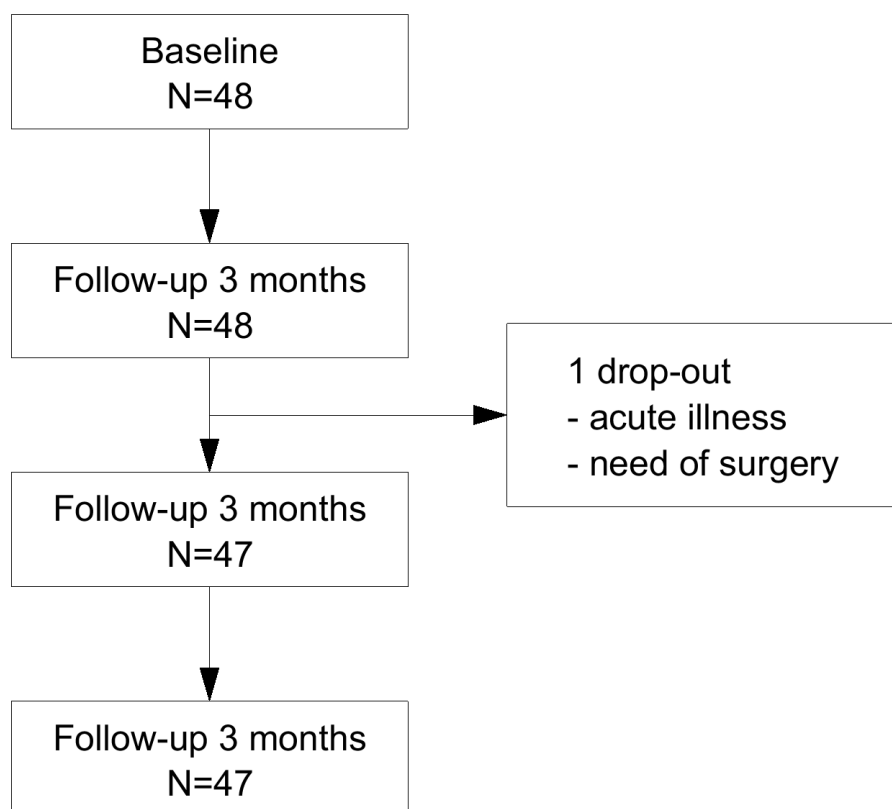 Baseline
N=48
Follow-up 3 months
N=48
1 drop-out
- acute illness
- need of surgery
Follow-up 3 months
N=47
Follow-up 3 months
N=47